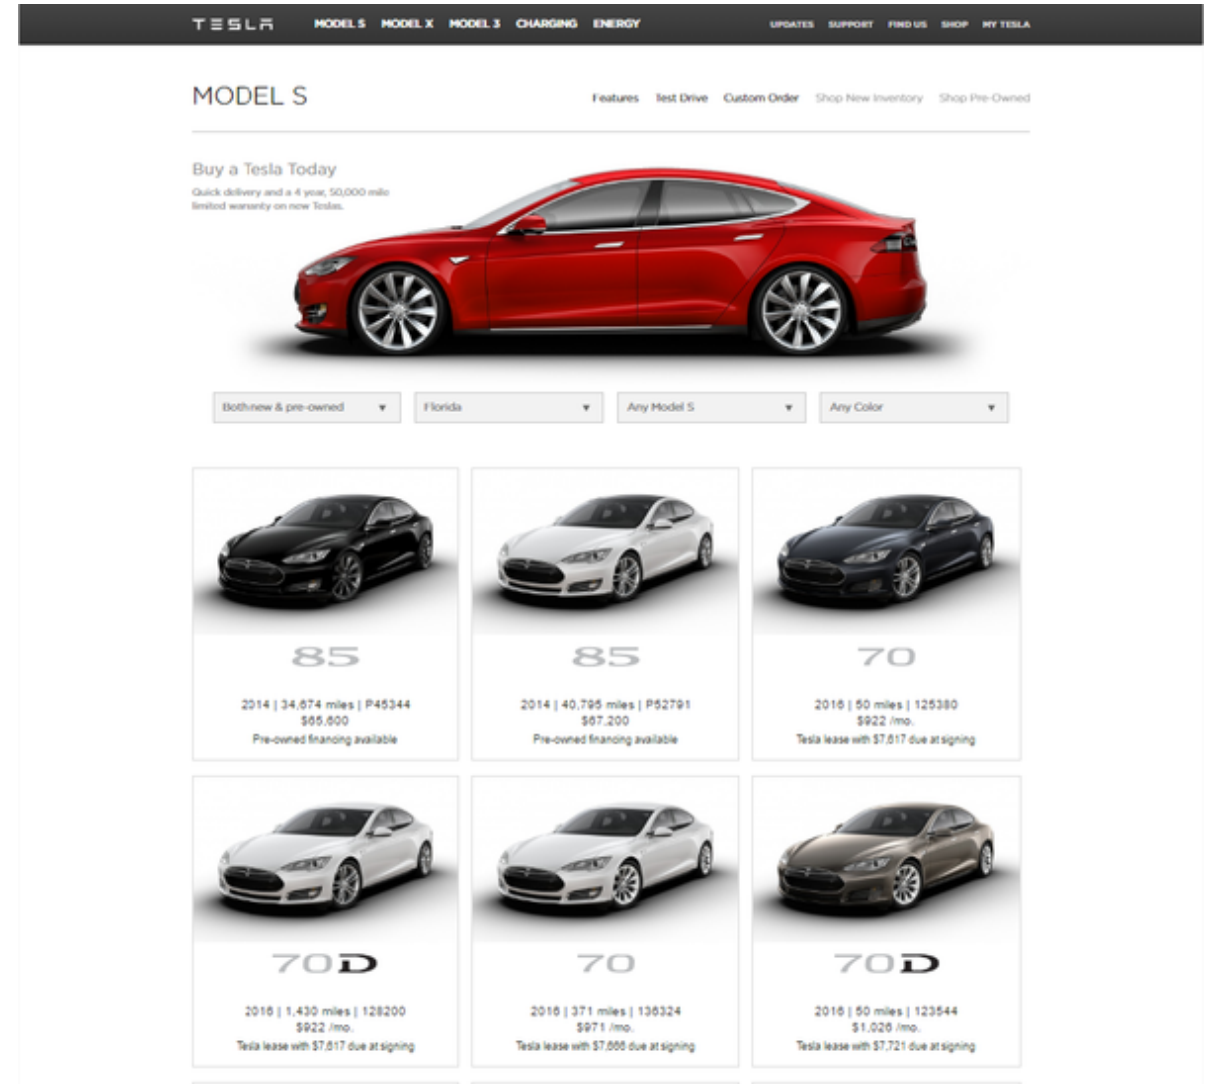 TESLA MODEL S MODEL X MODEL 3 CHARGING ENERGY UPDATES SUPPORT FIND US SHOP MY TESLA
MODEL S Features Test Drive Custom Order Shop New Inventory Shop Pre-Owned
Buy a Tesla Today
Quick delivery and a 4 year, 50,000 mile
limited warranty on new Teslas.
Both new & pre-owned Florida Any Model S Any Color
85 85 70
2014 | 34,674 miles | P45344 2014 | 40,795 miles | P52791 2016 | 50 miles | 125380
$65,600 $67,200 $922 /mo.
Pre-owned financing available Pre-owned financing available Tesla lease with $7,617 due at signing
70D 70 70D
2016 | 1,430 miles | 128200 2016 | 371 miles | 136324 2016 | 50 miles | 123544
$922 /mo. $971 /mo. $1,026 /mo.
Tesla lease with $7,617 due at signing Tesla lease with $7,666 due at signing Tesla lease with $7,721 due at signing